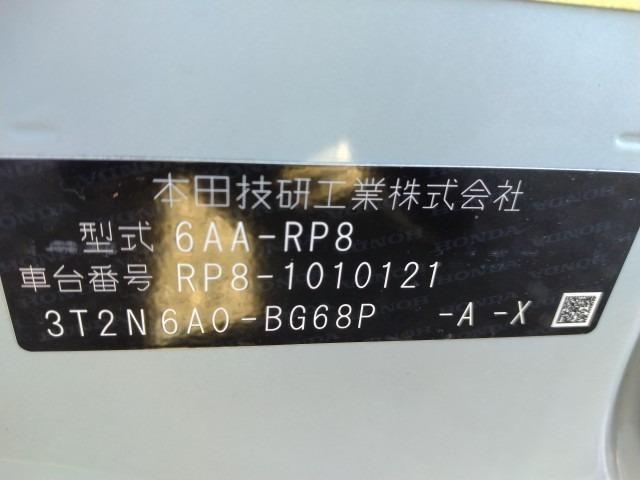 本田技研工業株式会社
型式 6AA-RP8
車台番号 RP8-1010121
3T2N6A0-BG68P -A-X